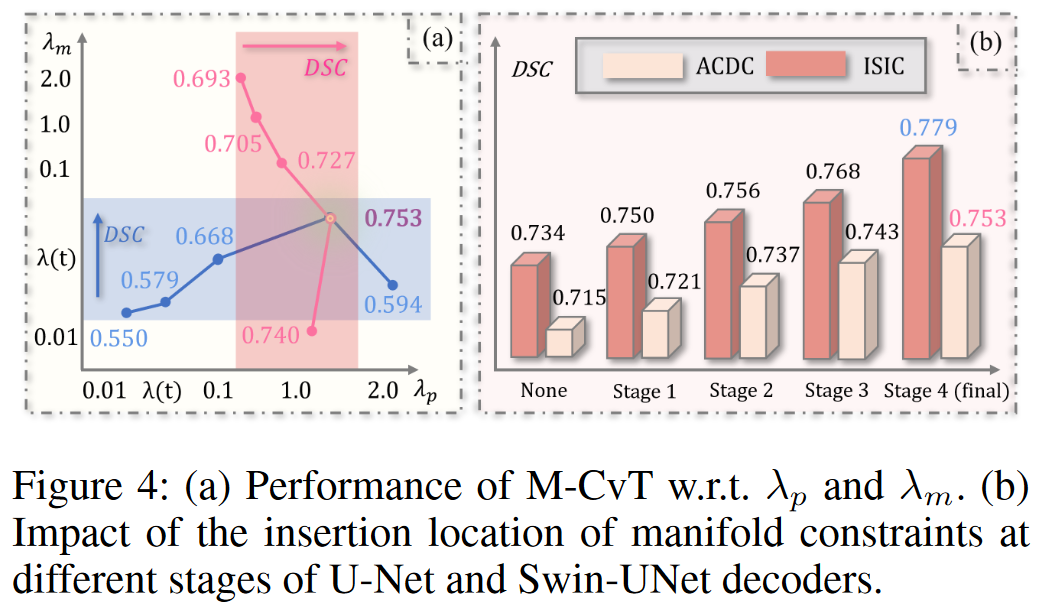 (a)
λm
2.0
1.0
0.1
λ(t)
0.01
DSC
0.693
0.705
0.727
0.753
DSC
0.668
0.579
0.550
0.594
0.740
0.01 λ(t) 0.1 1.0 2.0 λp
(b)
DSC
ACDC ISIC
0.734
0.715
0.750
0.721
0.756
0.737
0.768
0.743
0.779
0.753
None Stage 1 Stage 2 Stage 3 Stage 4 (final)
Figure 4: (a) Performance of M-CvT w.r.t. λp and λm. (b)
Impact of the insertion location of manifold constraints at
different stages of U-Net and Swin-UNet decoders.